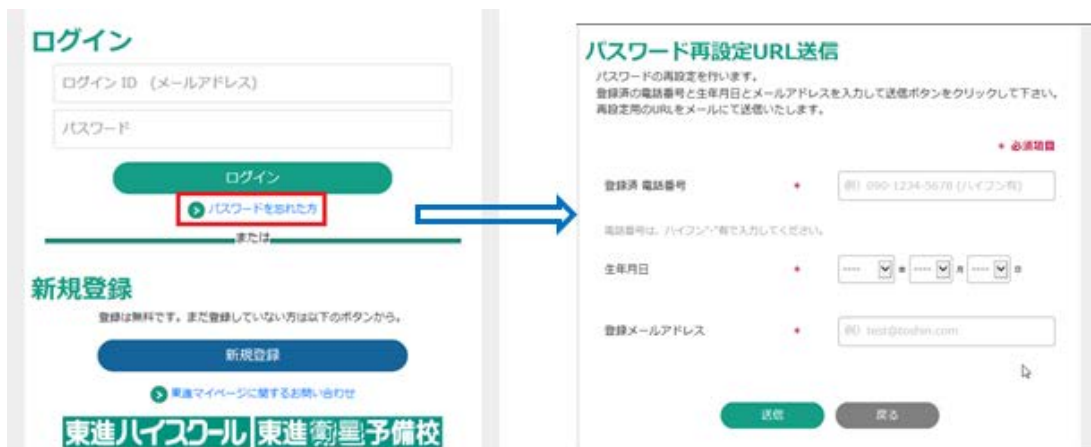 ログイン
ログイン ID (メールアドレス)
パスワード
ログイン
パスワードを忘れた方
または
新規登録
登録は無料です。まだ登録していない方は以下のボタンから。
新規登録
東進マイページに関するお問い合わせ
東進ハイスクール 東進衛星予備校
パスワード再設定URL送信
パスワードの再設定を行います。
登録済の電話番号と生年月日とメールアドレスを入力して送信ボタンをクリックして下さい。
再設定用のURLをメールにて送信いたします。
* 必須項目
登録済 電話番号 * 例) 090-1234-5678 (ハイフン有)
電話番号は、ハイフン"-"有で入力してください。
生年月日 * ---- 年 ---- 月 ---- 日
登録メールアドレス * 例) test@toshin.com
送信 戻る